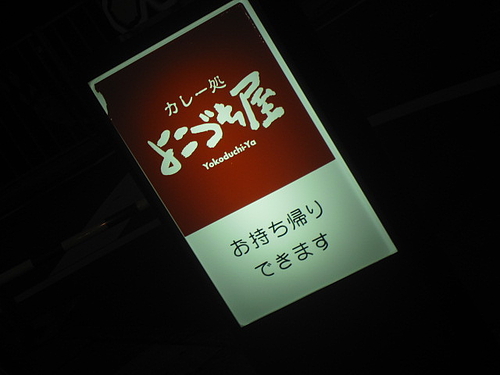 カレー処
よこづち屋
Yokoduchi-Ya
お持ち帰り
できます